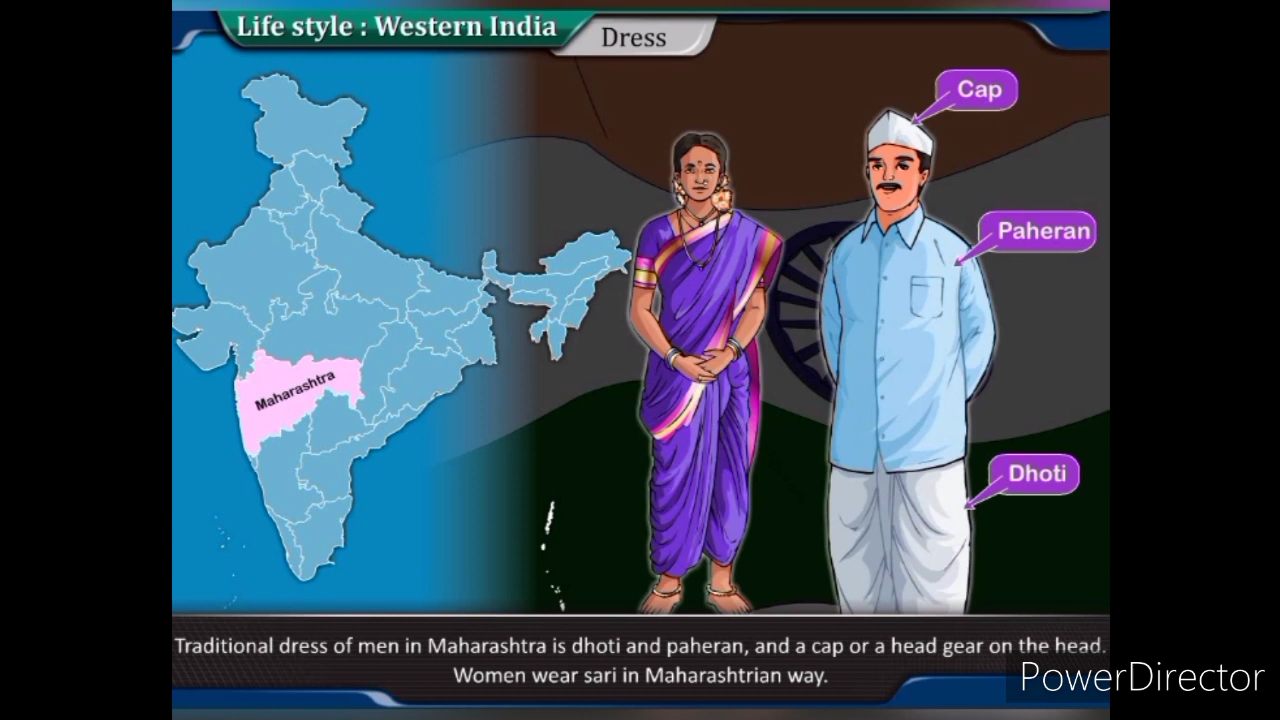 Life style : Western India
Dress
Cap
Paheran
Maharashtra
Dhoti
Traditional dress of men in Maharashtra is dhoti and paheran, and a cap or a head gear on the head.
Women wear sari in Maharashtrian way.
PowerDirector